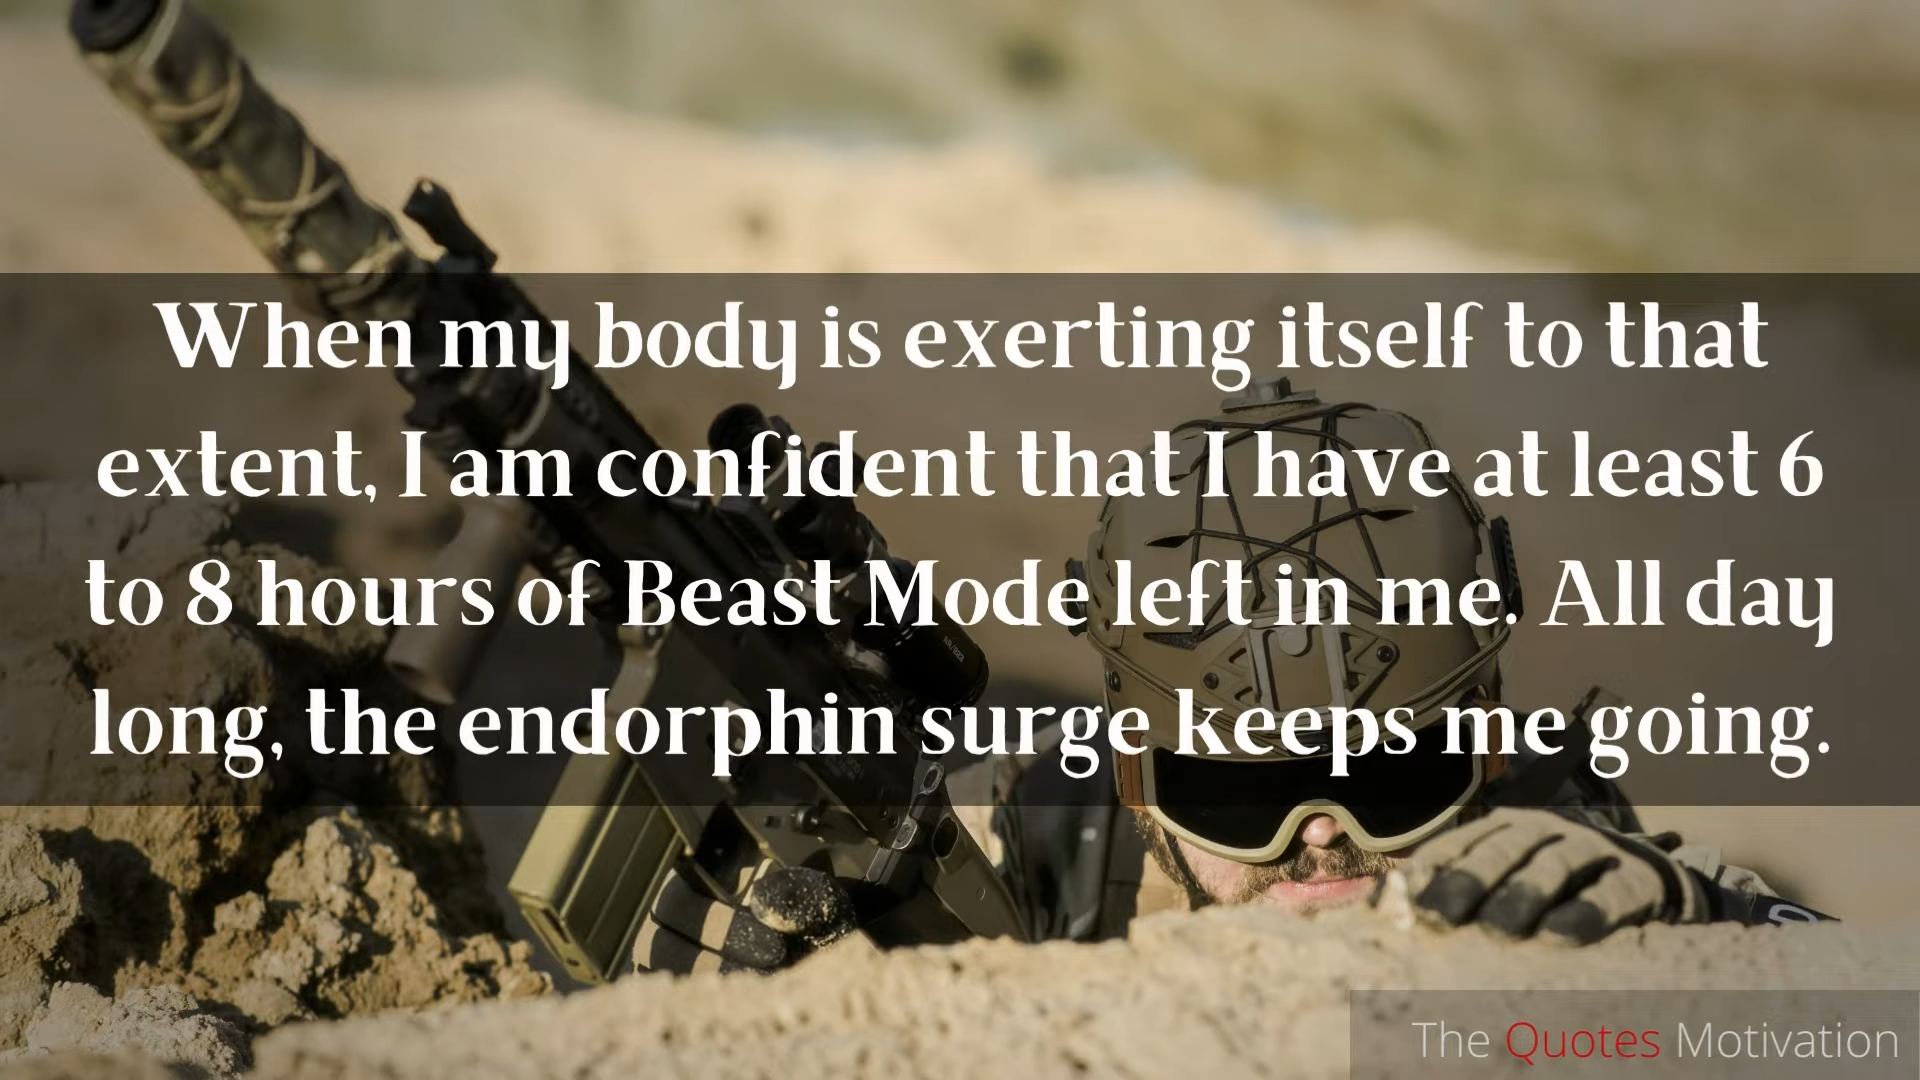 When my body is exerting itself to that
extent, I am confident that I have at least 6
to 8 hours of Beast Mode left in me. All day
long, the endorphin surge keeps me going.
The Quotes Motivation